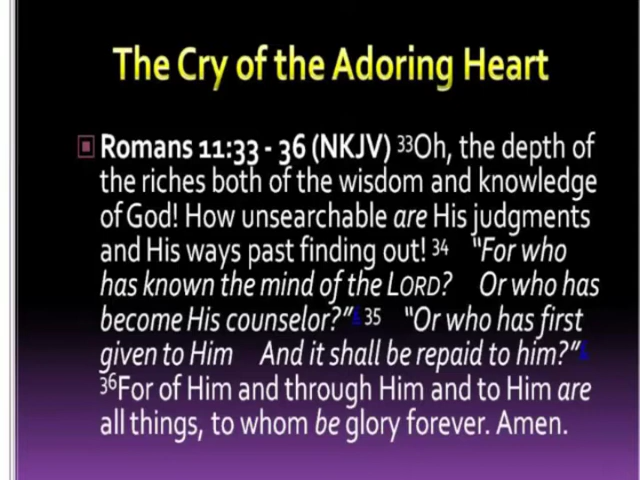 The Cry of the Adoring Heart
Romans 11:33 - 36 (NKJV) 33Oh, the depth of
the riches both of the wisdom and knowledge
of God! How unsearchable are His judgments
and His ways past finding out! 34 “For who
has known the mind of the LORD? Or who has
become His counselor?” 35 “Or who has first
given to Him And it shall be repaid to him?”
36For of Him and through Him and to Him are
all things, to whom be glory forever. Amen.